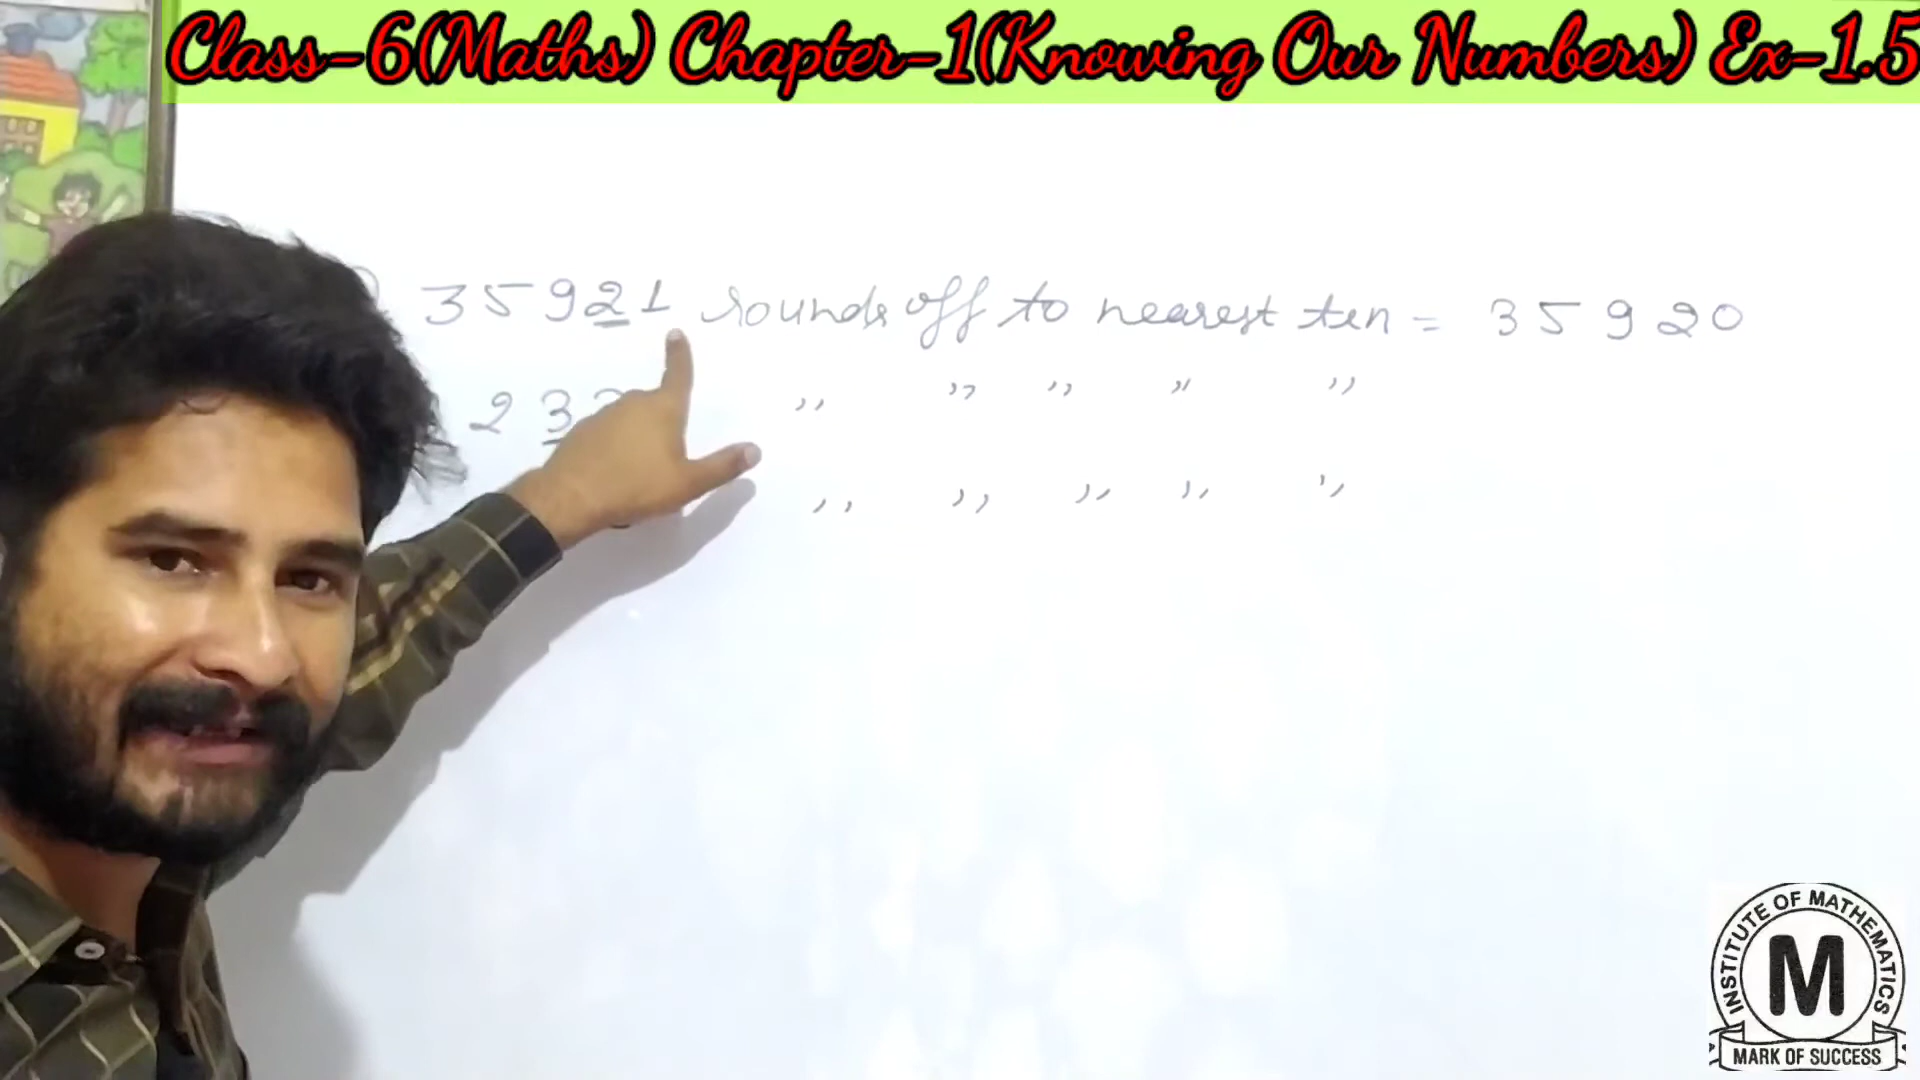 Class-6(Maths) Chapter-1(Knowing Our Numbers) Ex-1.5
35921 rounds off to nearest ten = 35920
23 ,, ,, ,, ,, ,,
,, ,, ,, ,, ,,
INSTITUTE OF MATHEMATICS
M
MARK OF SUCCESS